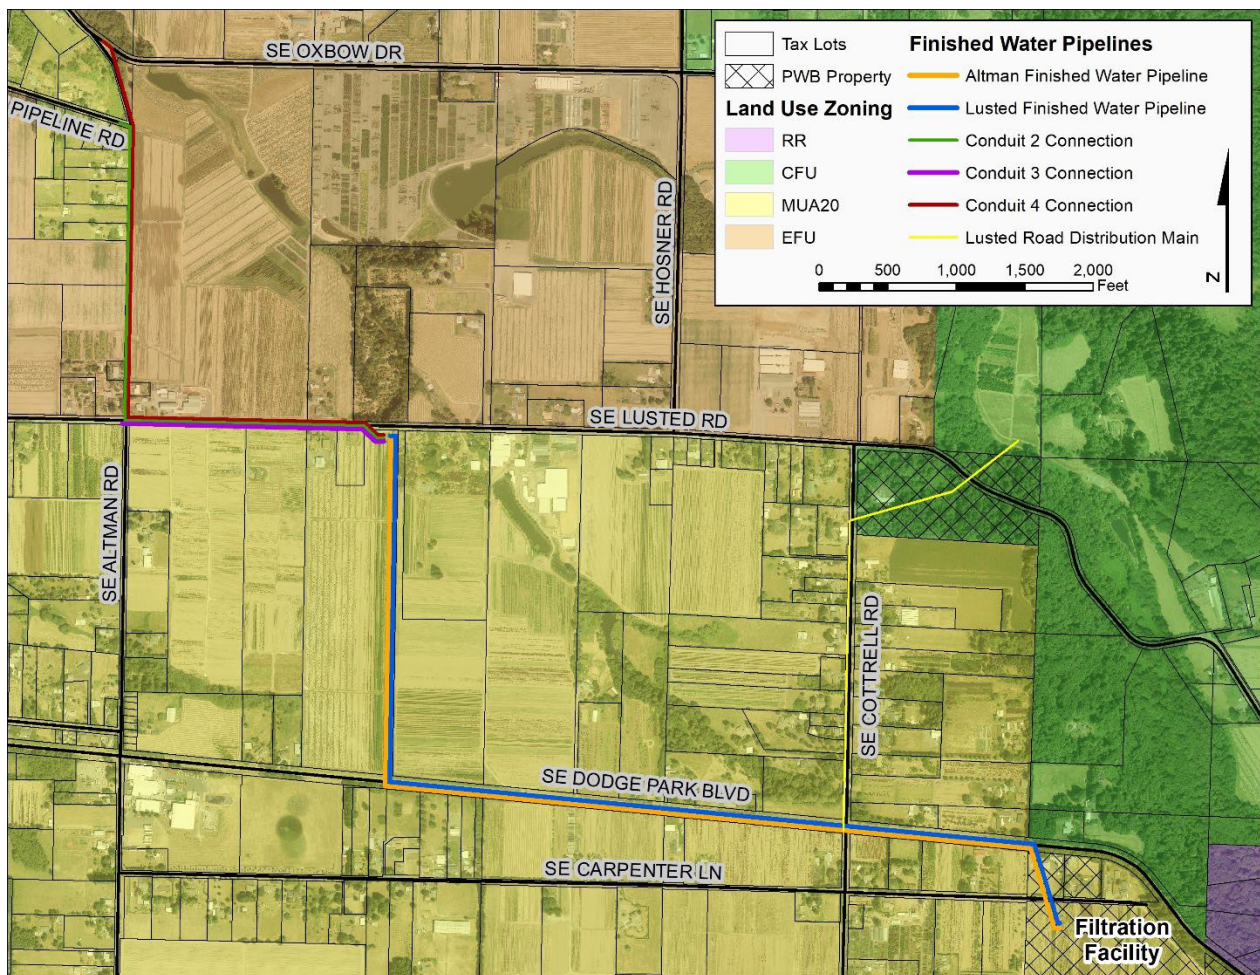 SE OXBOW DR
PIPELINE RD
SE HOSNER RD
SE LUSTED RD
SE ALTMAN RD
SE COTTRELL RD
SE DODGE PARK BLVD
SE CARPENTER LN
Filtration
Facility
Tax Lots
PWB Property
Land Use Zoning
RR
CFU
MUA20
EFU
Finished Water Pipelines
Altman Finished Water Pipeline
Lusted Finished Water Pipeline
Conduit 2 Connection
Conduit 3 Connection
Conduit 4 Connection
Lusted Road Distribution Main
0 500 1,000 1,500 2,000
Feet
N